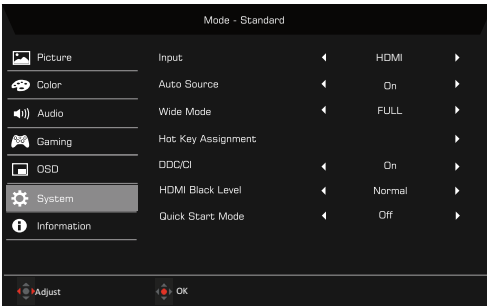 Mode - Standard
Picture
Color
Audio
Gaming
OSD
System
Information
Input HDMI
Auto Source On
Wide Mode FULL
Hot Key Assignment
DDC/CI On
HDMI Black Level Normal
Quick Start Mode Off
Adjust OK